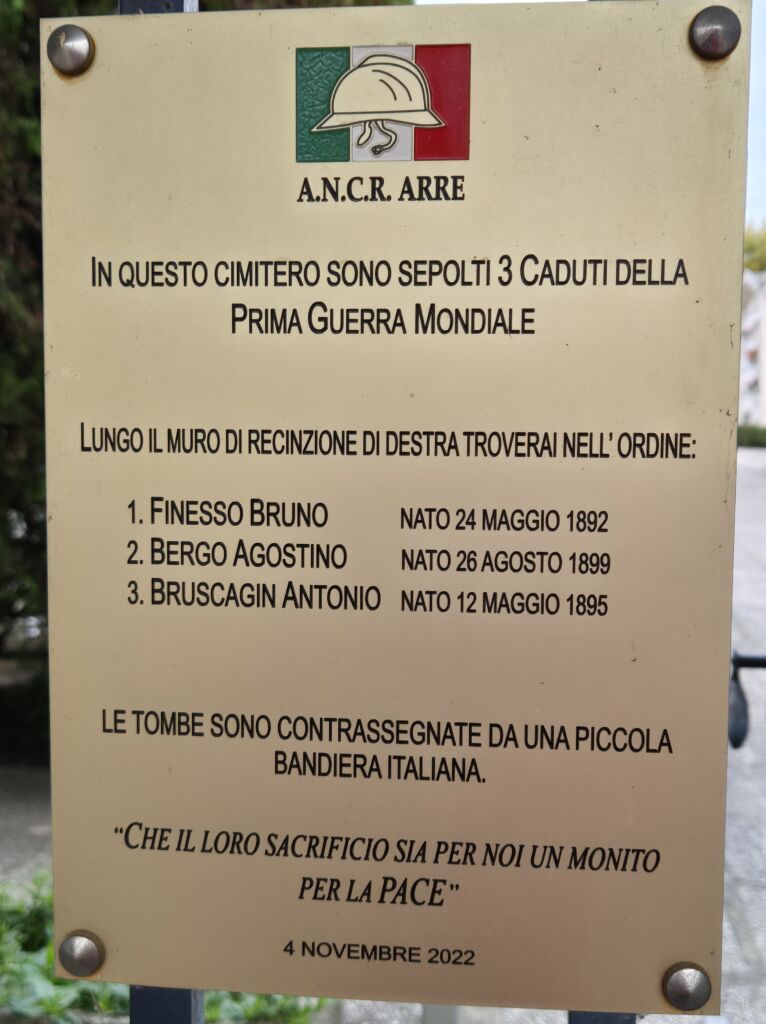 A.N.C.R. ARRE
IN QUESTO CIMITERO SONO SEPOLTI 3 CADUTI DELLA
PRIMA GUERRA MONDIALE
LUNGO IL MURO DI RECINZIONE DI DESTRA TROVERAI NELL' ORDINE:
1. FINESSO BRUNO NATO 24 MAGGIO 1892
2. BERGO AGOSTINO NATO 26 AGOSTO 1899
3. BRUSCAGIN ANTONIO NATO 12 MAGGIO 1895
LE TOMBE SONO CONTRASSEGNATE DA UNA PICCOLA
BANDIERA ITALIANA.
“CHE IL LORO SACRIFICIO SIA PER NOI UN MONITO
PER LA PACE"
4 NOVEMBRE 2022